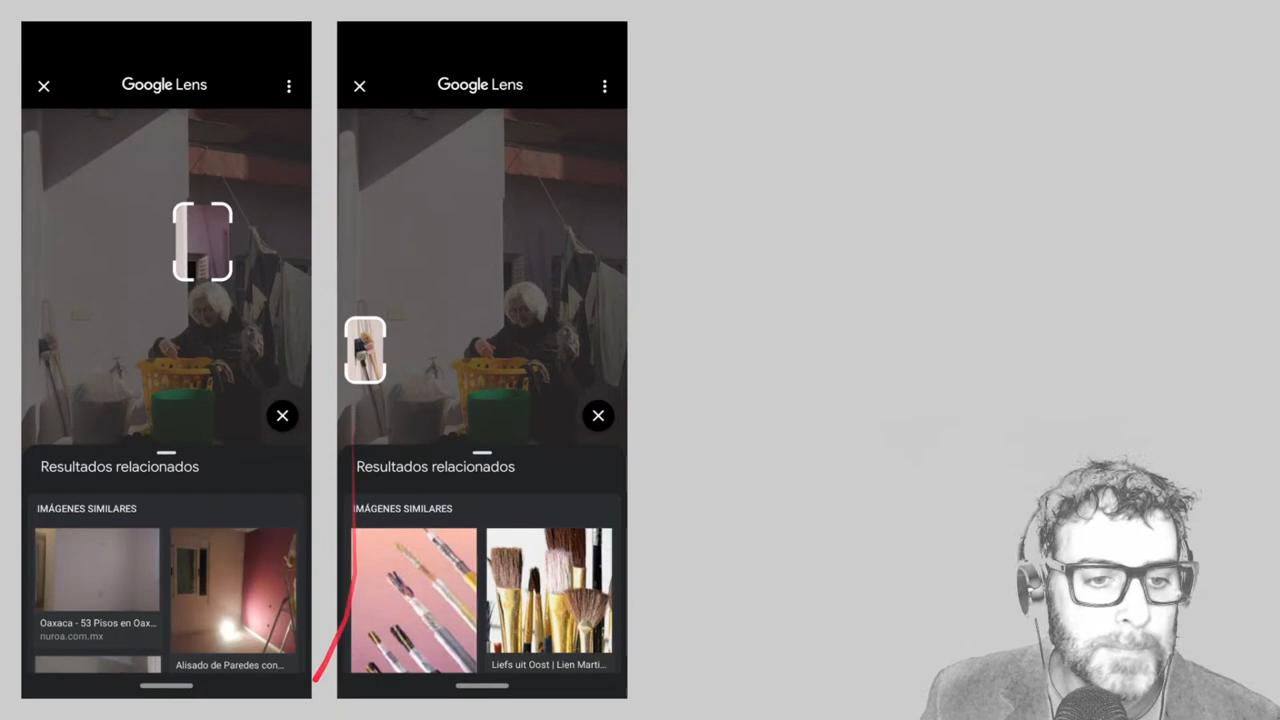 Google Lens
Resultados relacionados
IMÁGENES SIMILARES
Oaxaca - 53 Pisos en Oax...
nuroa.com.mx
Alisado de Paredes con...
Google Lens
Resultados relacionados
IMÁGENES SIMILARES
Liefs uit Oost | Lien Marti...